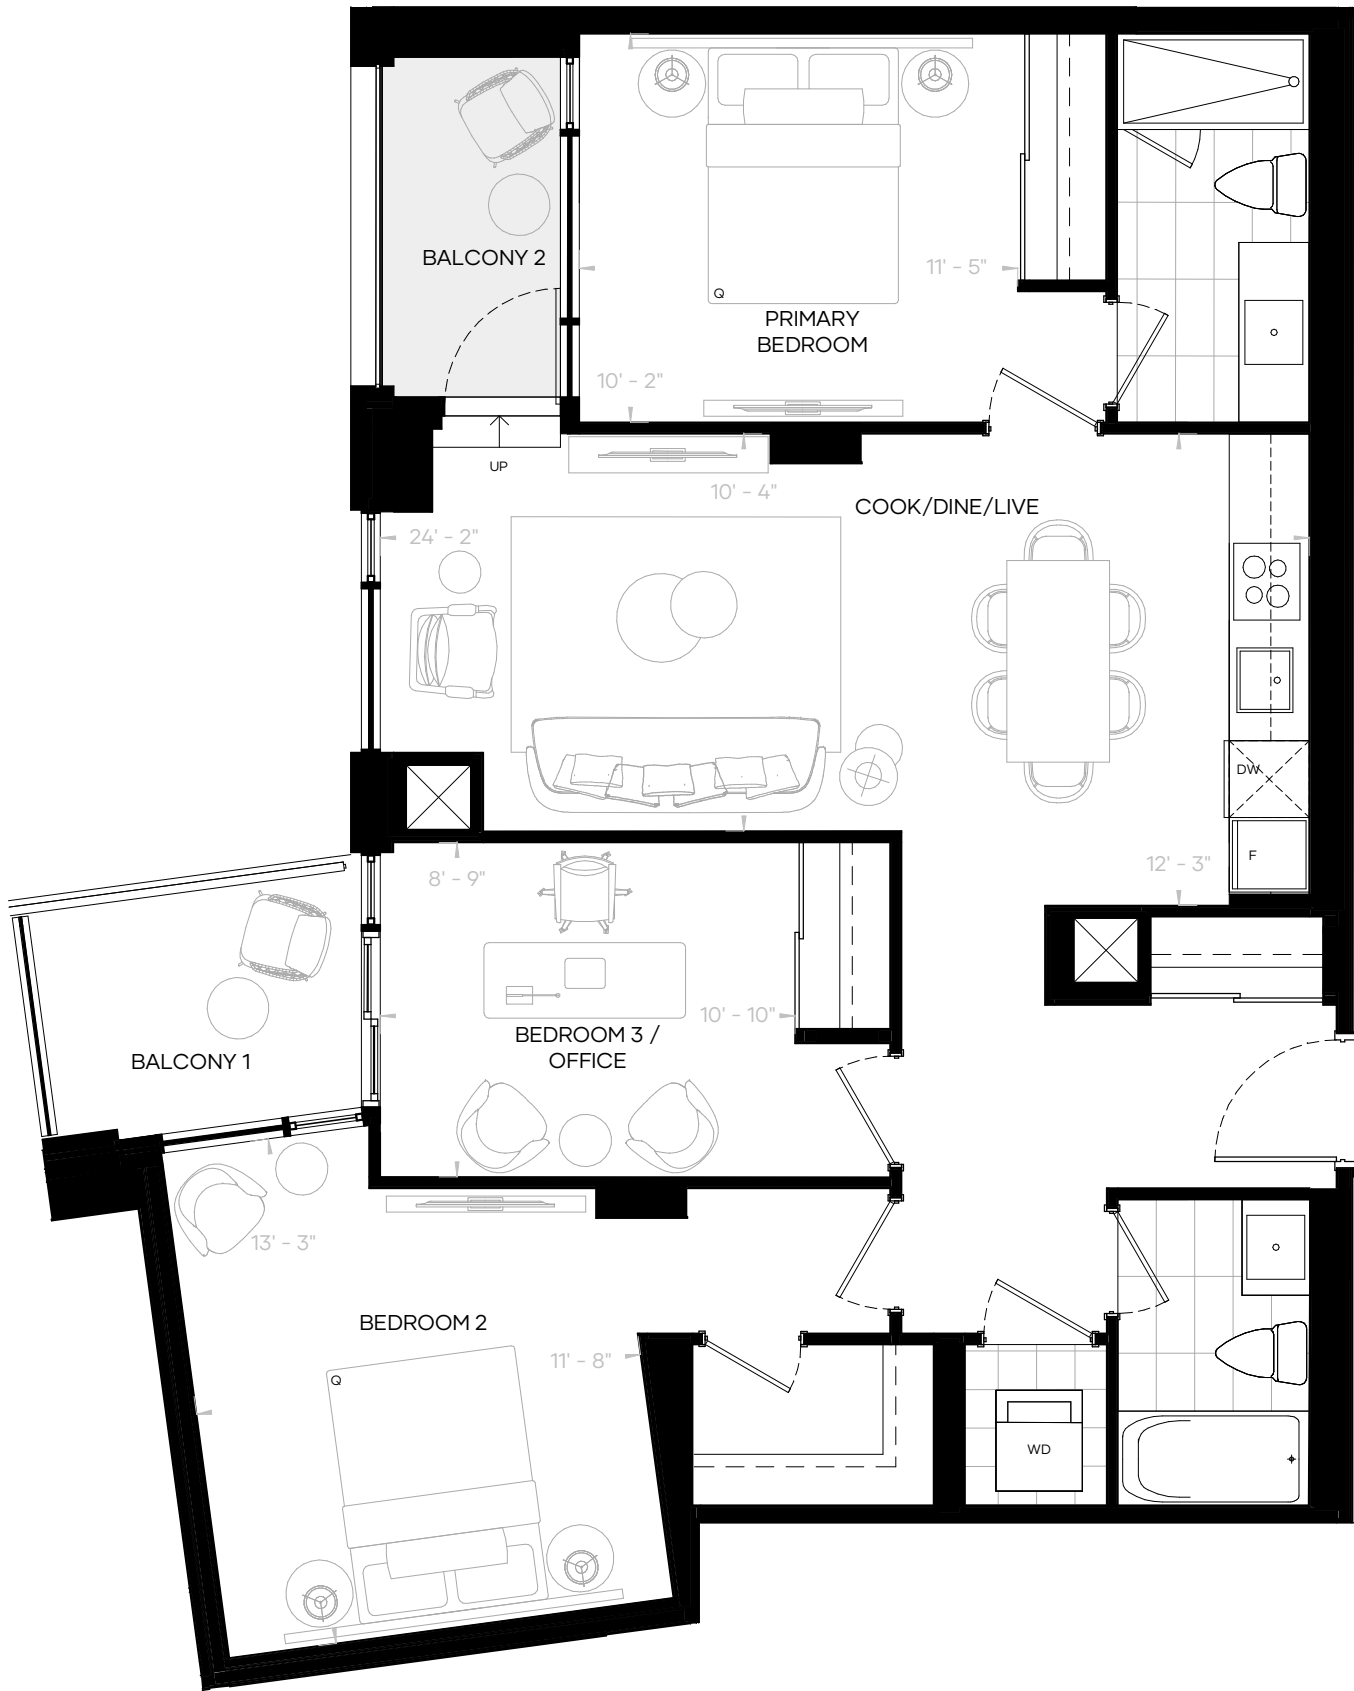 BALCONY 2
11' - 5"
Q
PRIMARY
BEDROOM
10' - 2"
UP
10' - 4"
COOK/DINE/LIVE
24' - 2"
DW
F
12' - 3"
8' - 9"
10' - 10"
BEDROOM 3 /
OFFICE
BALCONY 1
13' - 3"
BEDROOM 2
11' - 8"
Q
WD